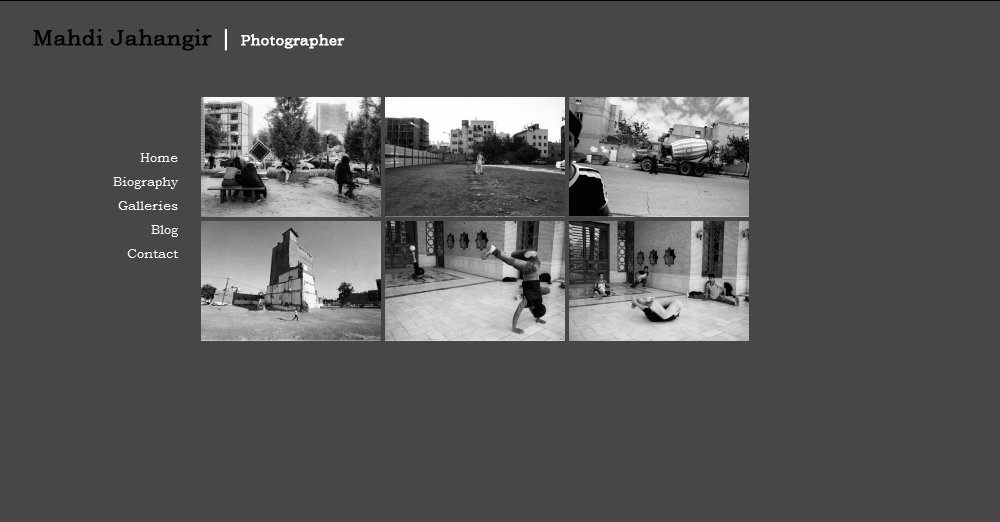 Mahdi Jahangir | Photographer
Home
Biography
Galleries
Blog
Contact